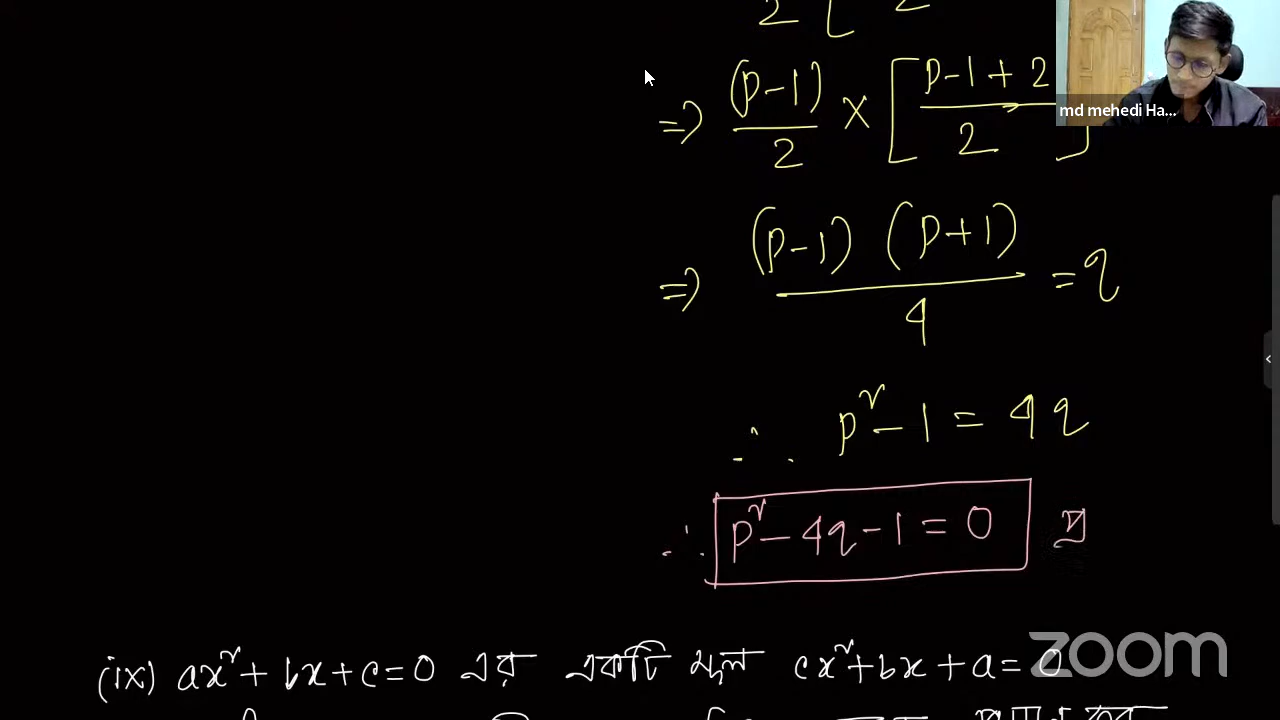 2 [ 2
md mehedi Ha...
=> (p-1)/2 × [(p-1+2)/2]
=> (p-1) (p+1)/4 = q
∴ p² - 1 = 4q
∴ p² - 4q - 1 = 0
zoom
(ix) ax² + bx + c = 0 এর একটি মূল cx² + bx + a = 0